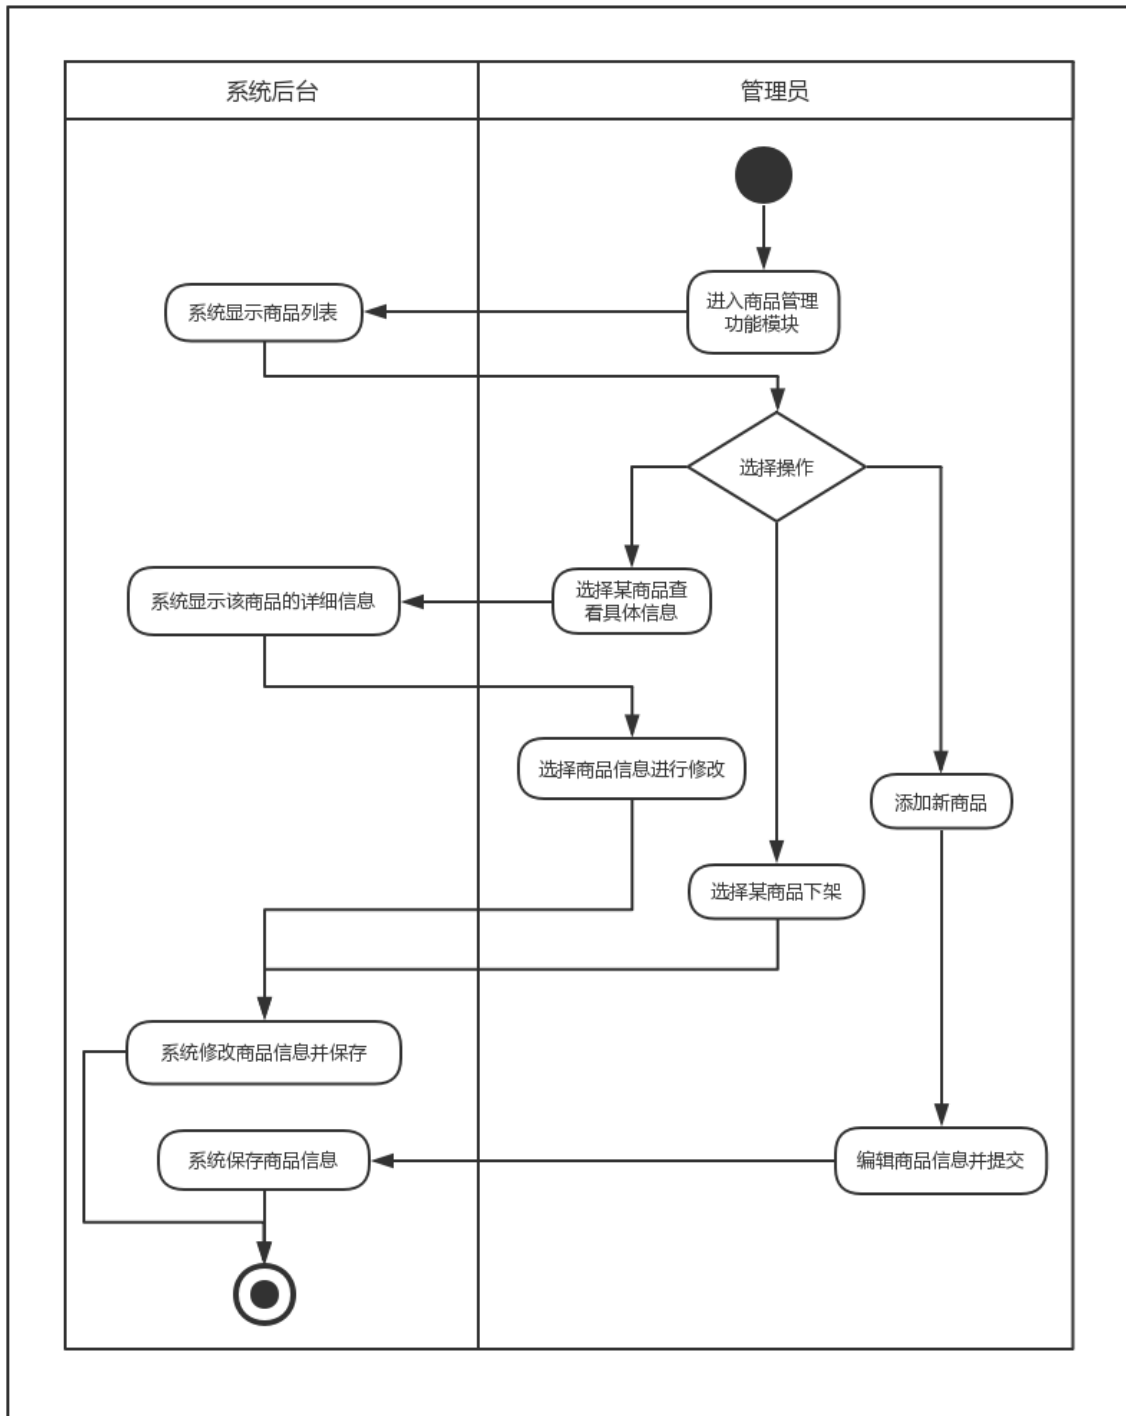 系统后台
管理员
进入商品管理
功能模块
系统显示商品列表
选择操作
选择某商品查
看具体信息
系统显示该商品的详细信息
选择商品信息进行修改
添加新商品
选择某商品下架
系统修改商品信息并保存
系统保存商品信息
编辑商品信息并提交